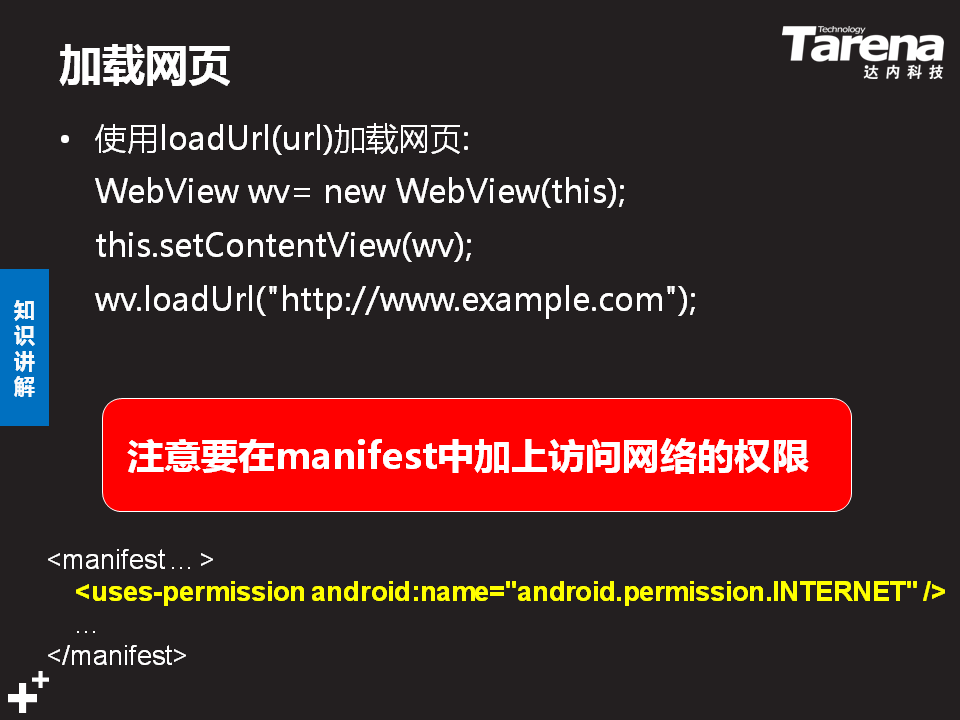 加载网页
Technology
Tarena
达内科技
• 使用loadUrl(url)加载网页:
WebView wv= new WebView(this);
this.setContentView(wv);
wv.loadUrl("http://www.example.com");
知识讲解
注意要在manifest中加上访问网络的权限
<manifest … >
<uses-permission android:name="android.permission.INTERNET" />
…
</manifest>